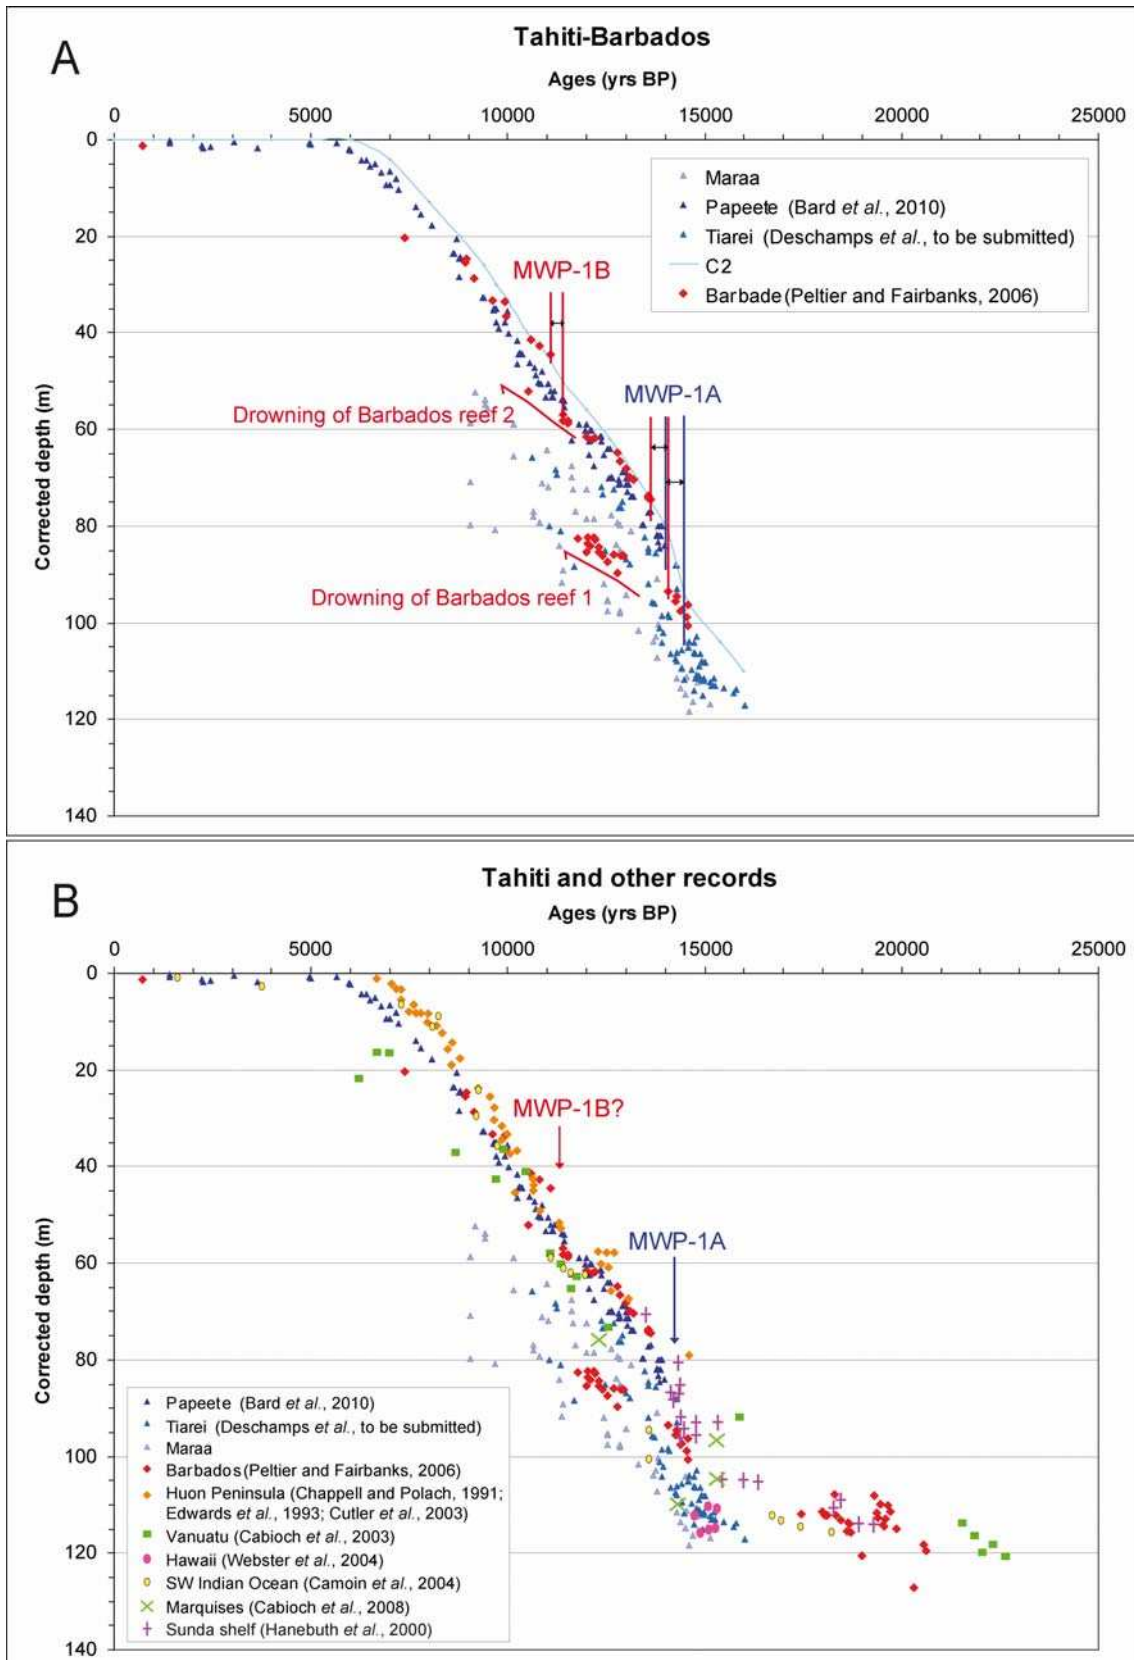 A
Tahiti-Barbados
Ages (yrs BP)
0 5000 10000 15000 20000 25000
0
20
40
60
80
100
120
140
Corrected depth (m)
Maraa
Papeete (Bard et al., 2010)
Tiarei (Deschamps et al., to be submitted)
C2
Barbade (Peltier and Fairbanks, 2006)
MWP-1B
MWP-1A
Drowning of Barbados reef 2
Drowning of Barbados reef 1
B
Tahiti and other records
Ages (yrs BP)
0 5000 10000 15000 20000 25000
0
20
40
60
80
100
120
140
Corrected depth (m)
MWP-1B?
MWP-1A
Papeete (Bard et al., 2010)
Tiarei (Deschamps et al., to be submitted)
Maraa
Barbados (Peltier and Fairbanks, 2006)
Huon Peninsula (Chappell and Polach, 1991;
Edwards et al., 1993; Cutler et al., 2003)
Vanuatu (Cabioch et al., 2003)
Hawaii (Webster et al., 2004)
SW Indian Ocean (Camoin et al., 2004)
Marquises (Cabioch et al., 2008)
Sunda shelf (Hanebuth et al., 2000)